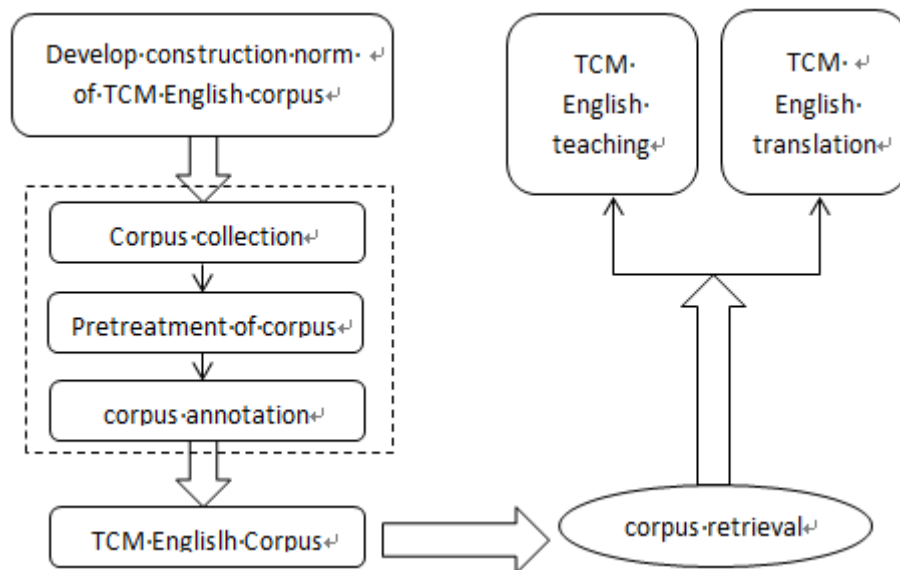 Develop·construction·norm· ↵
of·TCM·English·corpus↵
Corpus·collection↵
Pretreatment·of·corpus↵
corpus·annotation↵
TCM·Englislh·Corpus↵
TCM·
English·
teaching↵
TCM· ↵
English·
translation↵
corpus·retrieval↵